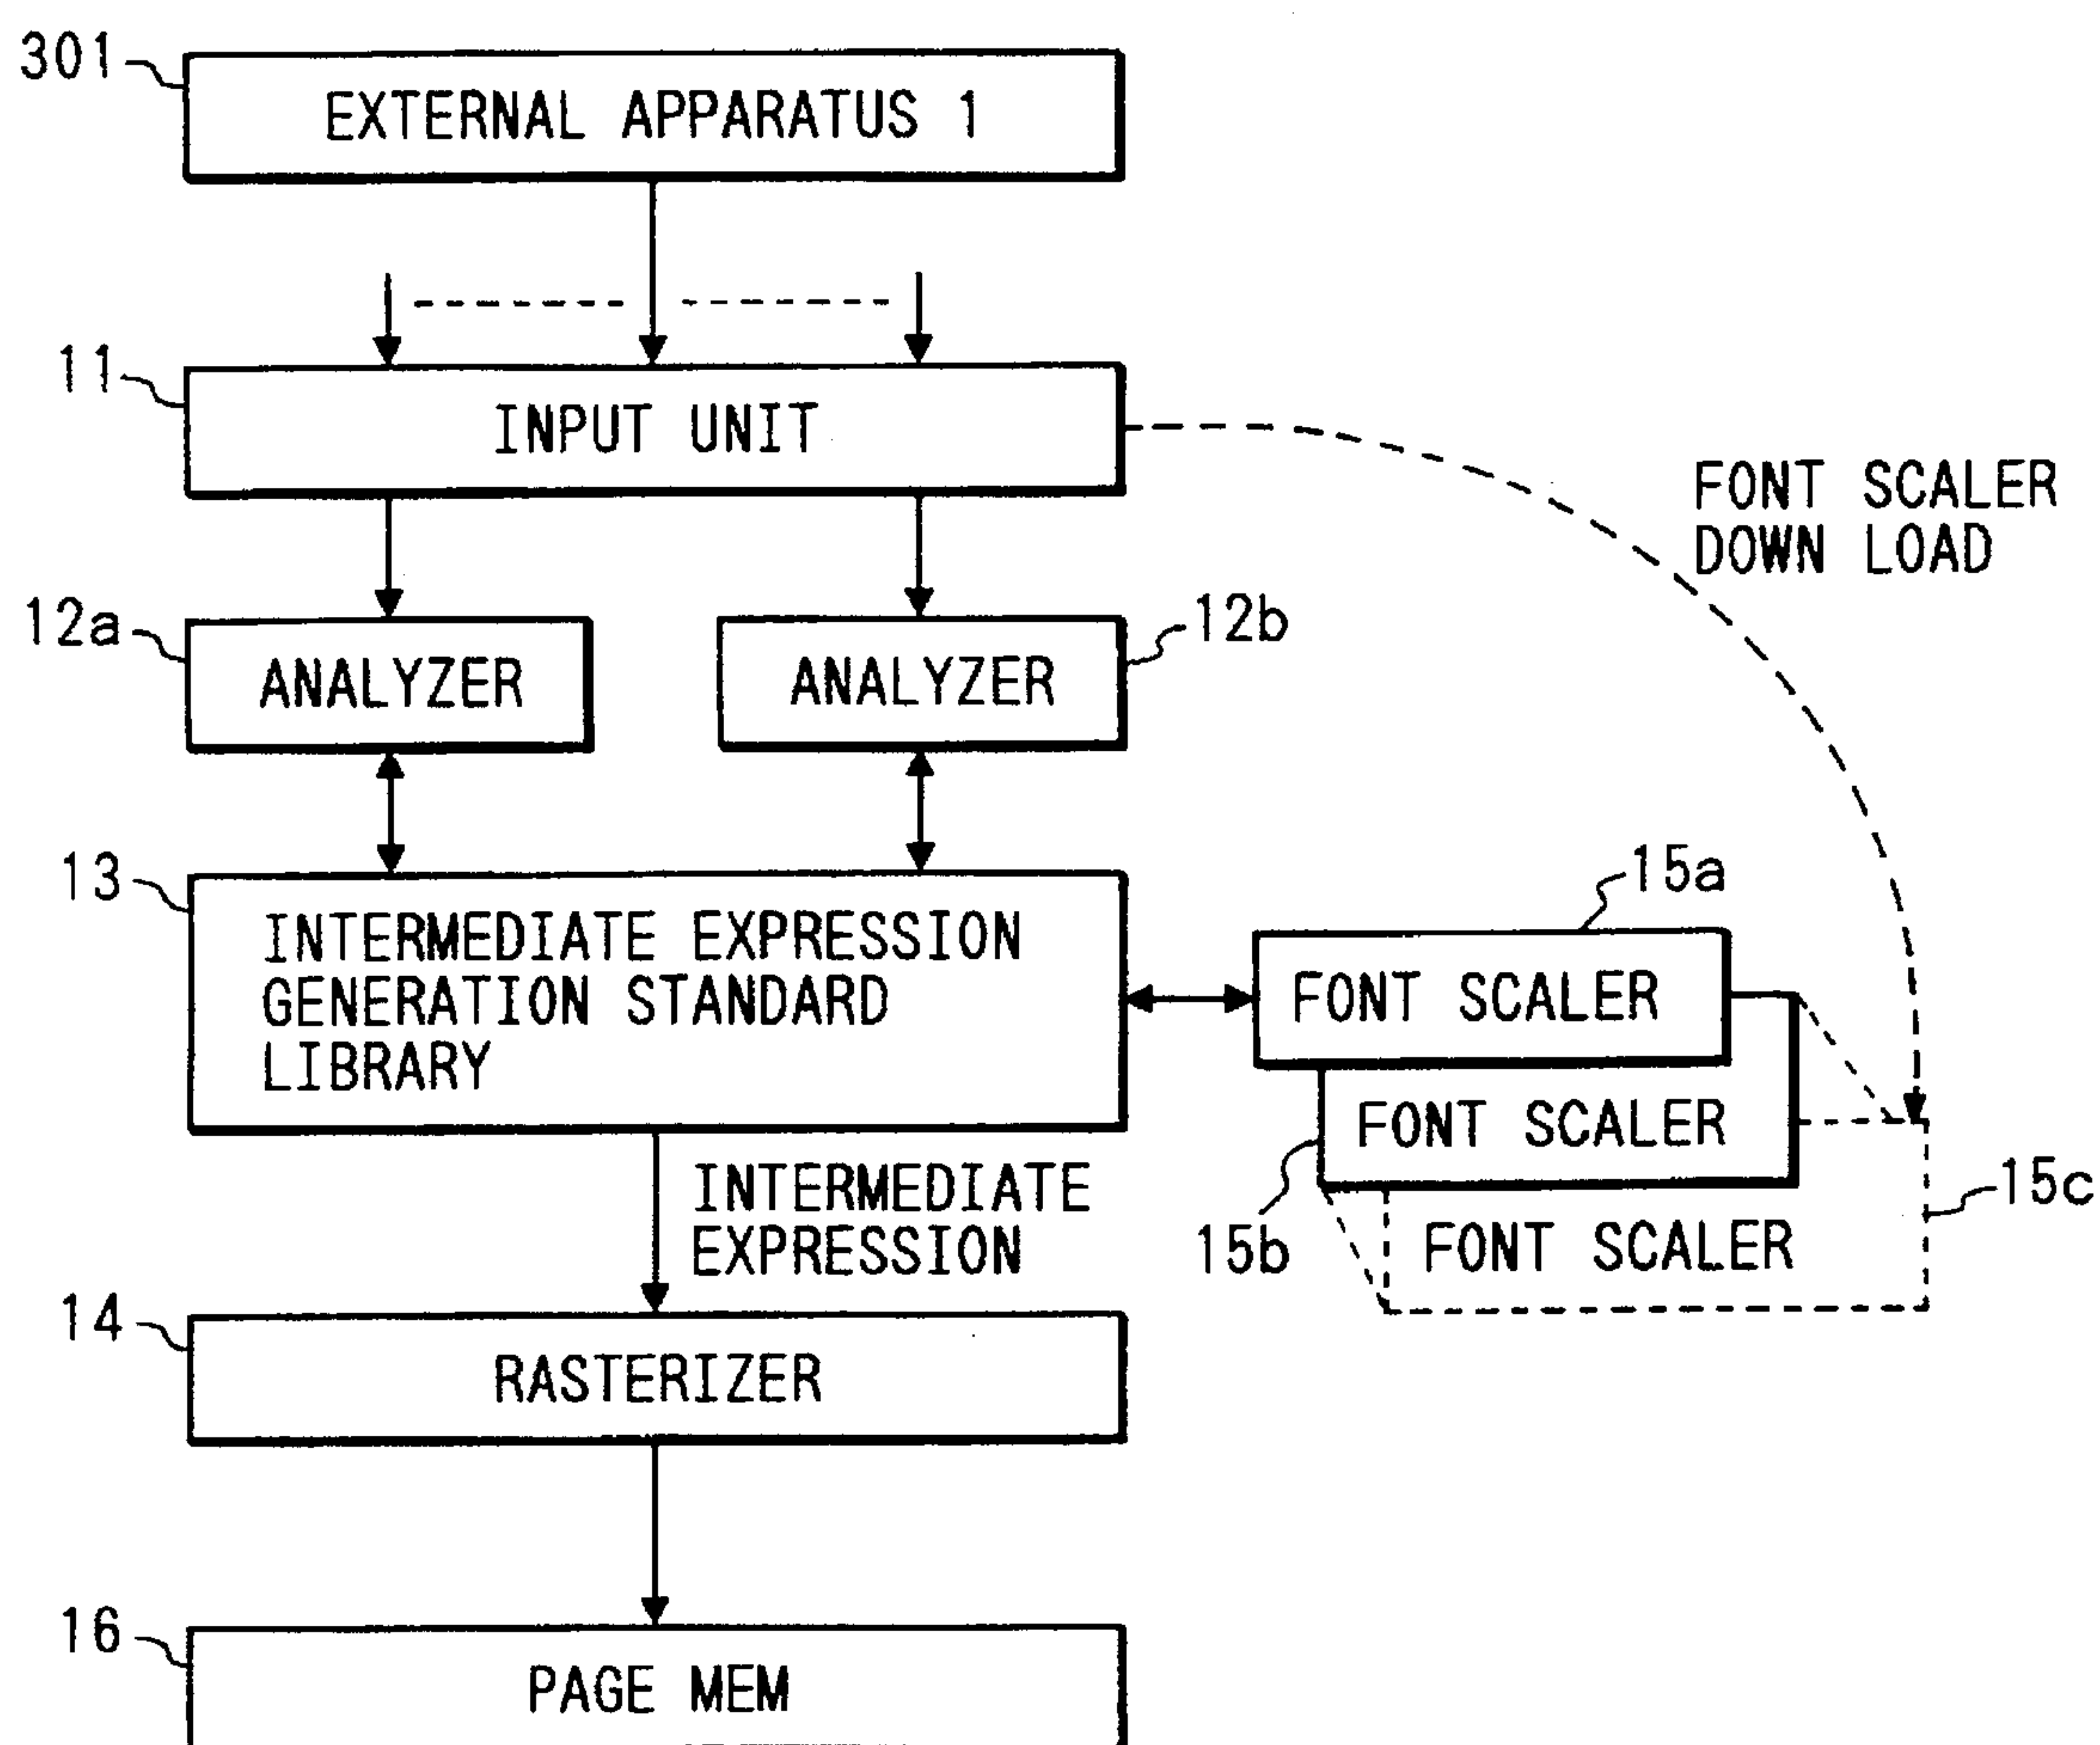 301
EXTERNAL APPARATUS 1
11
INPUT UNIT
FONT SCALER
DOWN LOAD
12a
ANALYZER
ANALYZER
12b
13
INTERMEDIATE EXPRESSION
GENERATION STANDARD
LIBRARY
15a
FONT SCALER
FONT SCALER
15b
FONT SCALER
15c
INTERMEDIATE
EXPRESSION
14
RASTERIZER
16
PAGE MEM